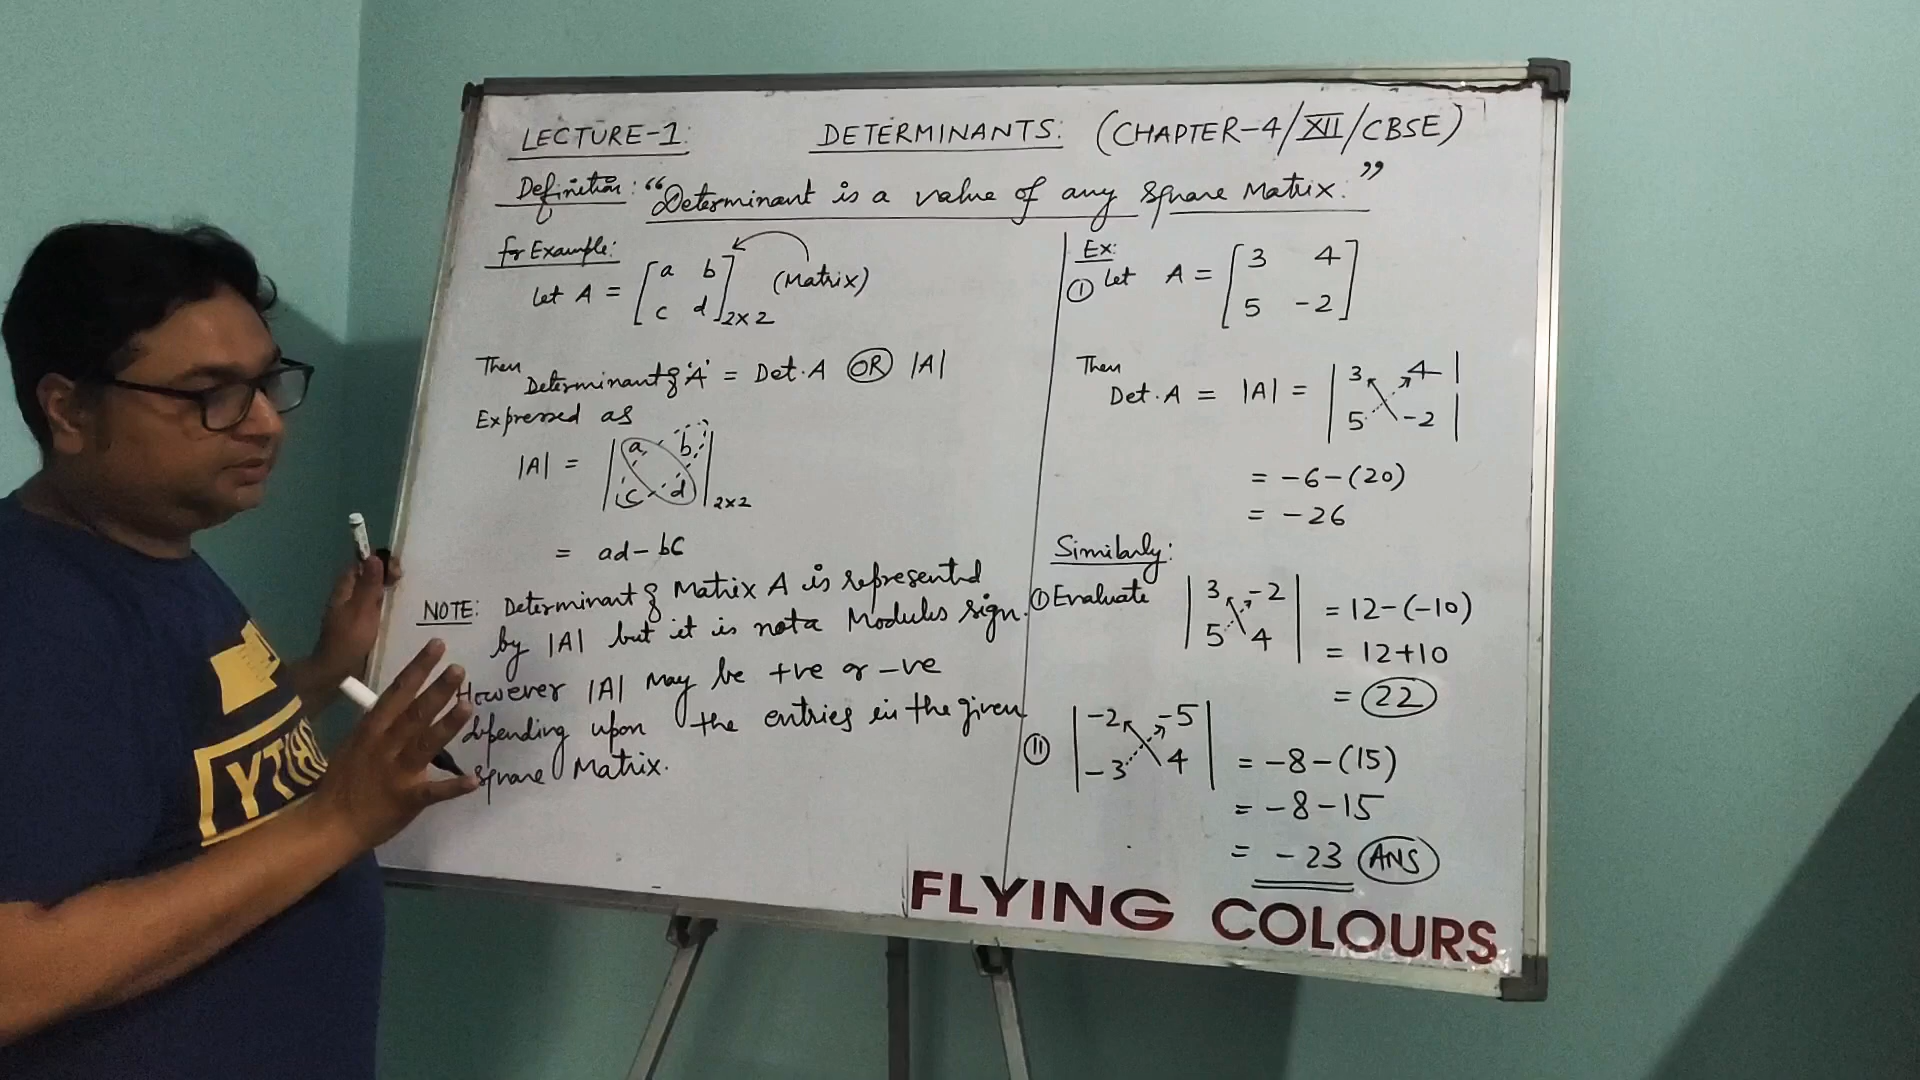 LECTURE-1: DETERMINANTS: (CHAPTER-4/XII/CBSE)
Definition: "Determinant is a value of any square Matrix."
for Example:
Let A = [a b
c d]2×2 (Matrix)
Then
Determinant of 'A' = Det.A OR |A|
Expressed as
|A| = |a b
c d|2×2
= ad-bc
NOTE: Determinant of Matrix A is represented
by |A| but it is not a Modulus sign.
However |A| may be +ve or -ve
depending upon the entries in the given
square Matrix.
Ex:
① Let A = [3 4
5 -2]
Then
Det.A = |A| = |3 4
5 -2|
= -6-(20)
= -26
Similarly:
① Evaluate |3 -2
5 4| = 12-(-10)
= 12+10
= 22
⑪ |-2 -5
-3 4| = -8-(15)
= -8-15
= -23 ANS
FLYING COLOURS